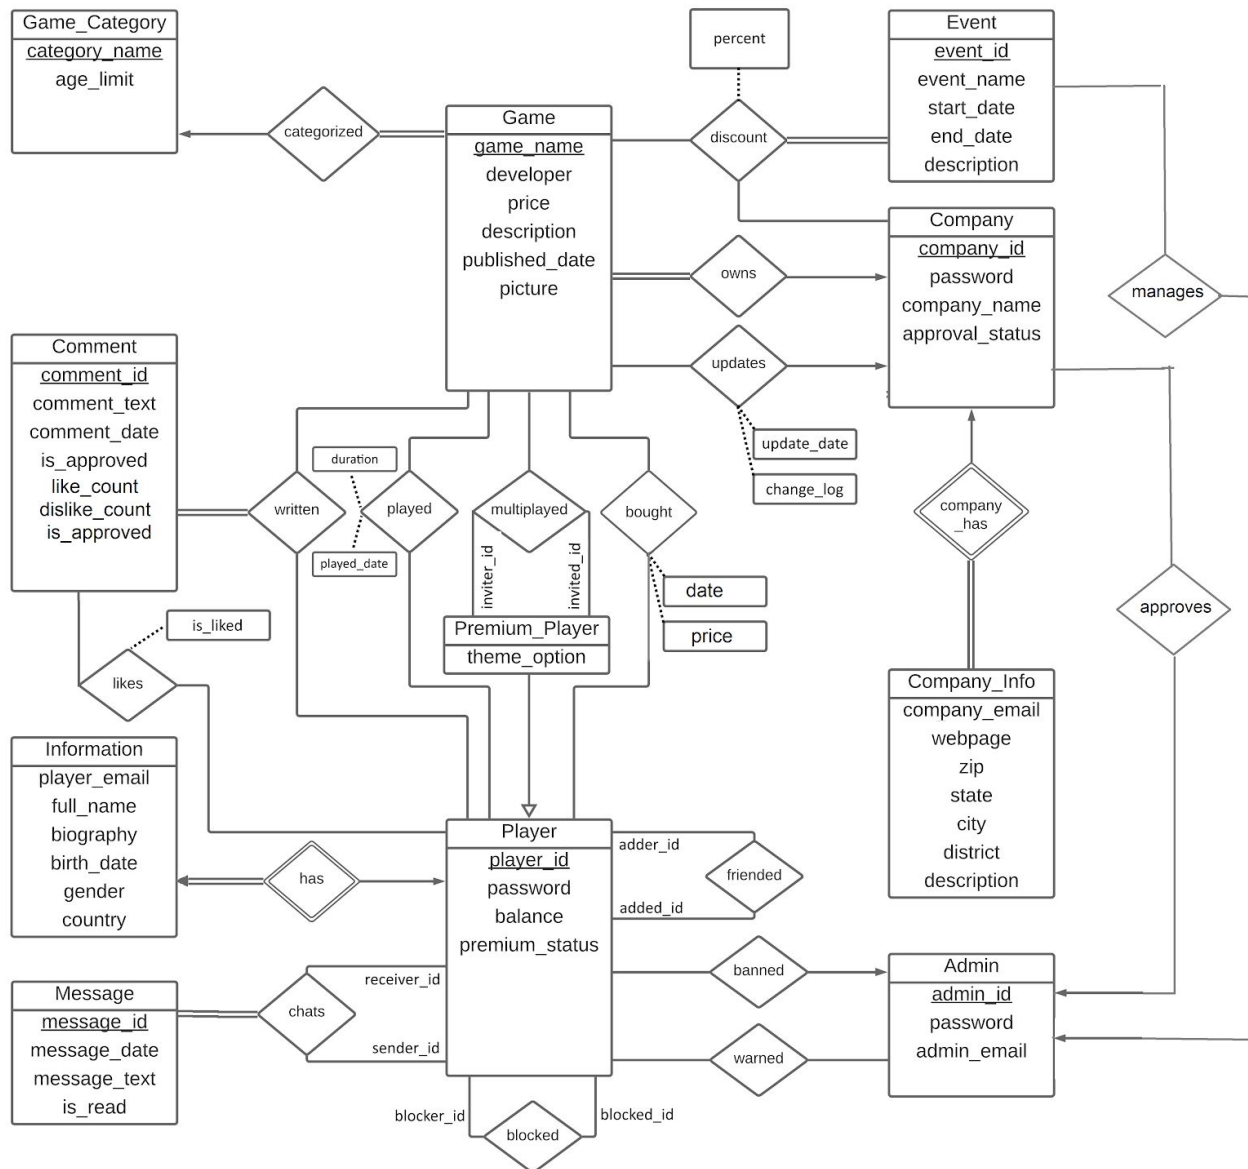 Game_Category
category_name
age_limit
categorized
Game
game_name
developer
price
description
published_date
picture
percent
discount
Event
event_id
event_name
start_date
end_date
description
Company
company_id
password
company_name
approval_status
owns
updates
update_date
change_log
manages
Comment
comment_id
comment_text
comment_date
is_approved
like_count
dislike_count
is_approved
written
duration
played
played_date
multiplayed
inviter_id
invited_id
bought
date
price
Premium_Player
theme_option
company
_has
approves
is_liked
likes
Company_Info
company_email
webpage
zip
state
city
district
description
Information
player_email
full_name
biography
birth_date
gender
country
has
Player
player_id
password
balance
premium_status
adder_id
friended
added_id
Message
message_id
message_date
message_text
is_read
receiver_id
chats
sender_id
banned
warned
Admin
admin_id
password
admin_email
blocker_id
blocked
blocked_id